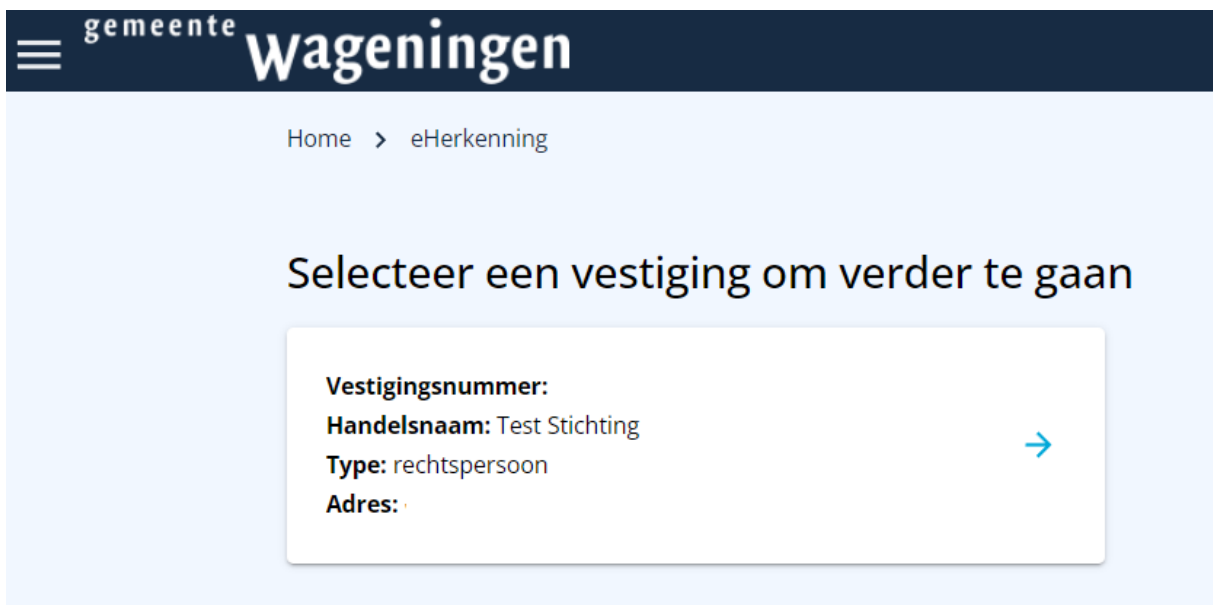 gemeente
Wageningen
Home > eHerkenning
Selecteer een vestiging om verder te gaan
Vestigingsnummer:
Handelsnaam: Test Stichting
Type: rechtspersoon
Adres: